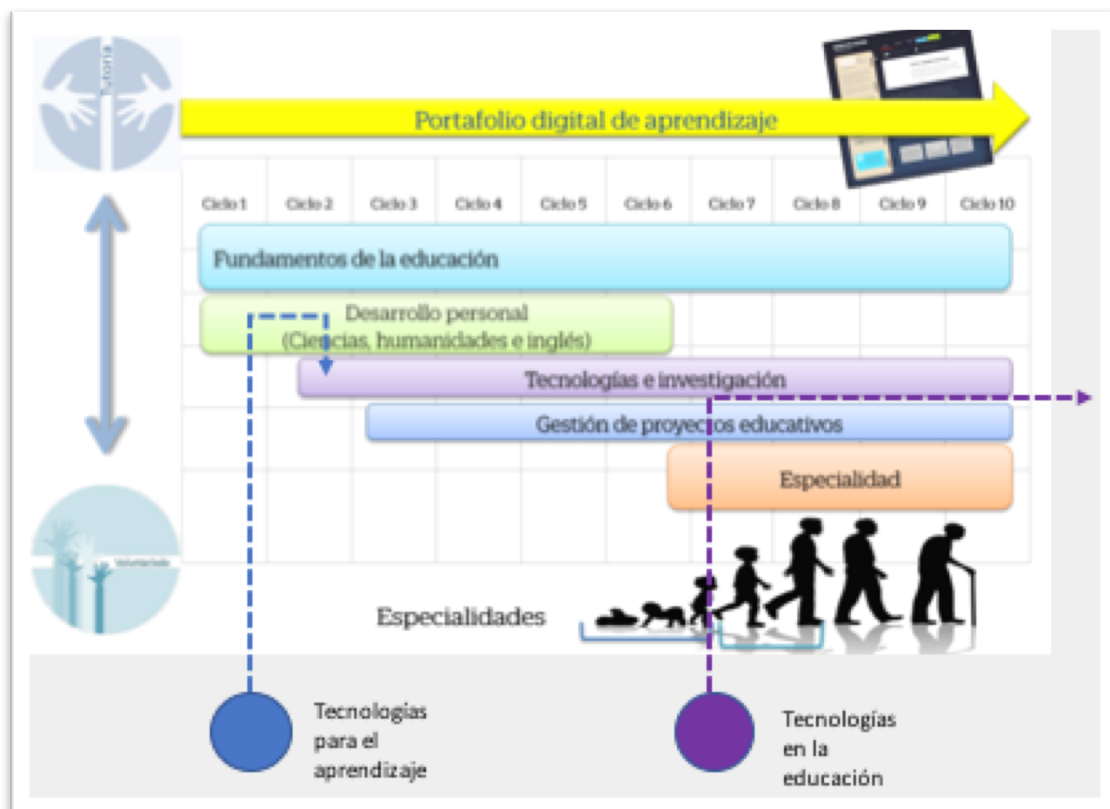 Tutoría
Portafolio digital de aprendizaje
Ciclo 1 Ciclo 2 Ciclo 3 Ciclo 4 Ciclo 5 Ciclo 6 Ciclo 7 Ciclo 8 Ciclo 9 Ciclo 10
Fundamentos de la educación
Desarrollo personal
(Ciencias, humanidades e inglés)
Tecnologías e investigación
Gestión de proyectos educativos
Especialidad
Voluntariado
Especialidades
Tecnologías
para el
aprendizaje
Tecnologías
en la
educación